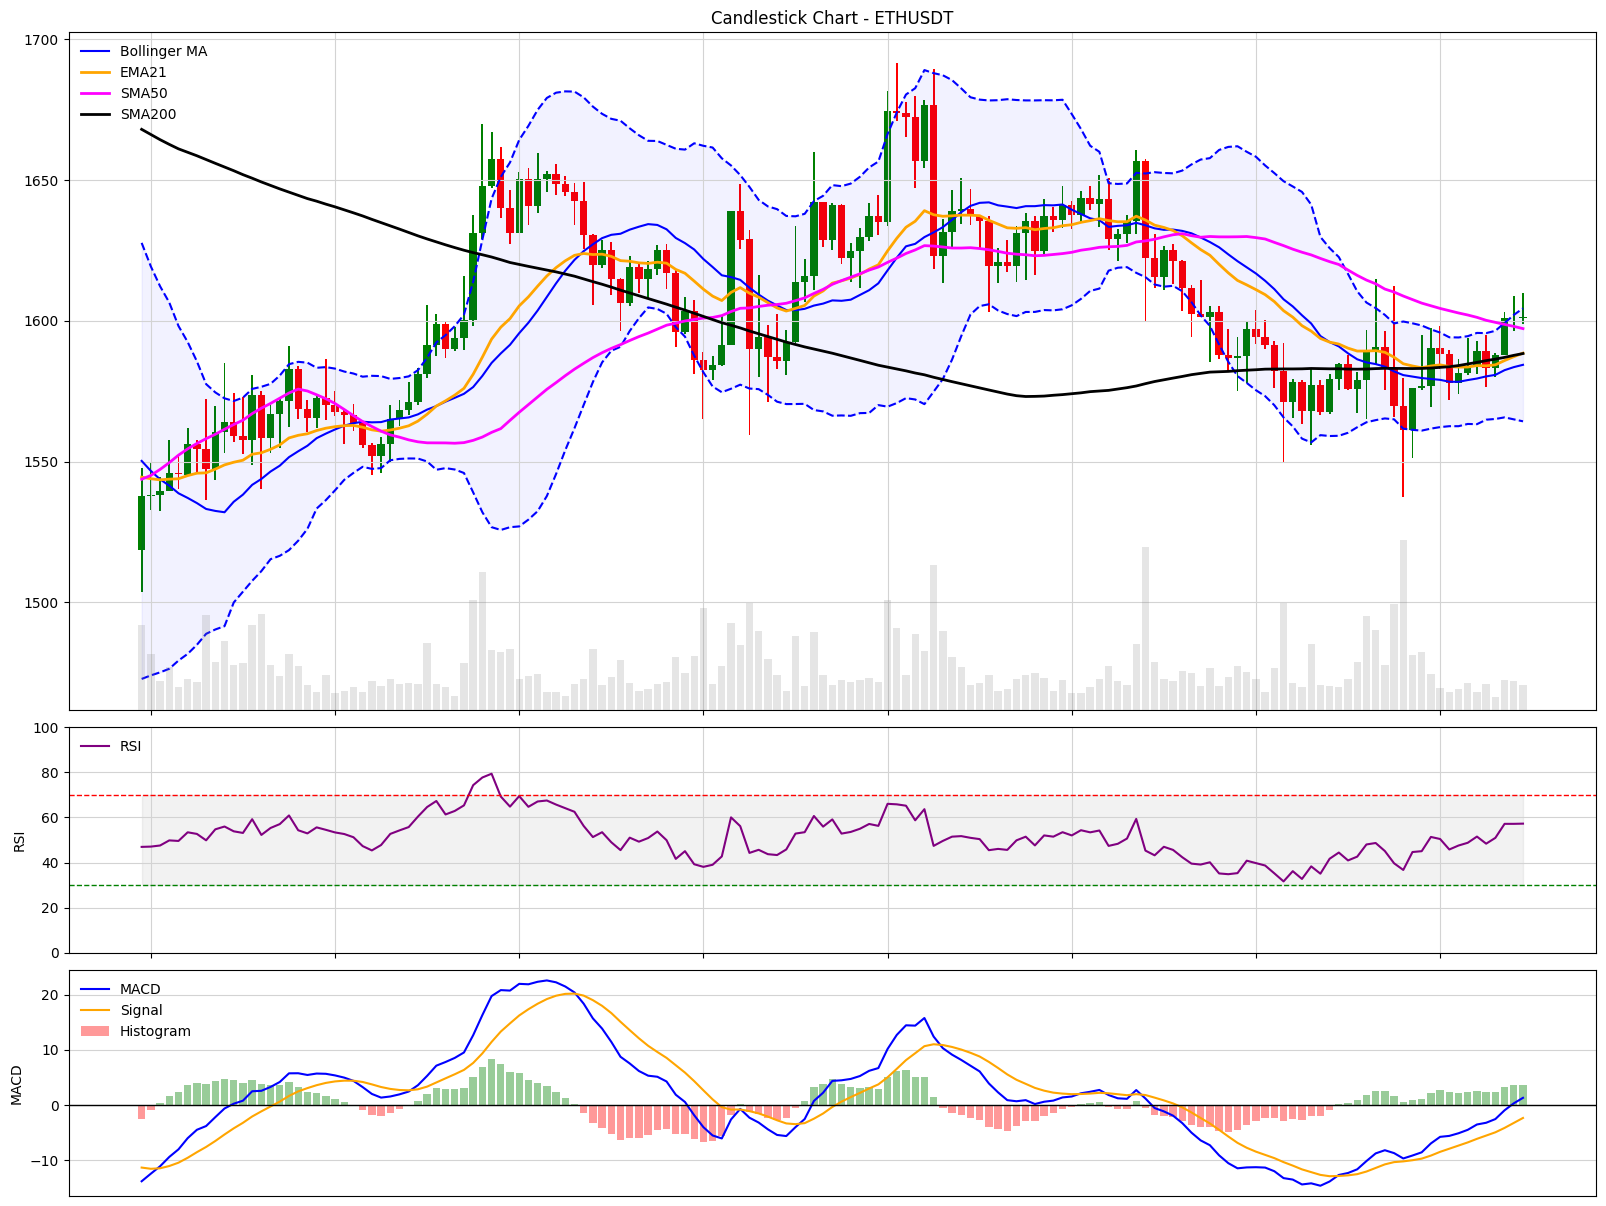 Candlestick Chart - ETHUSDT
1700
1650
1600
1550
1500
Bollinger MA
EMA21
SMA50
SMA200
100
80
60
40
20
0
RSI
RSI
20
10
0
−10
MACD
MACD
Signal
Histogram